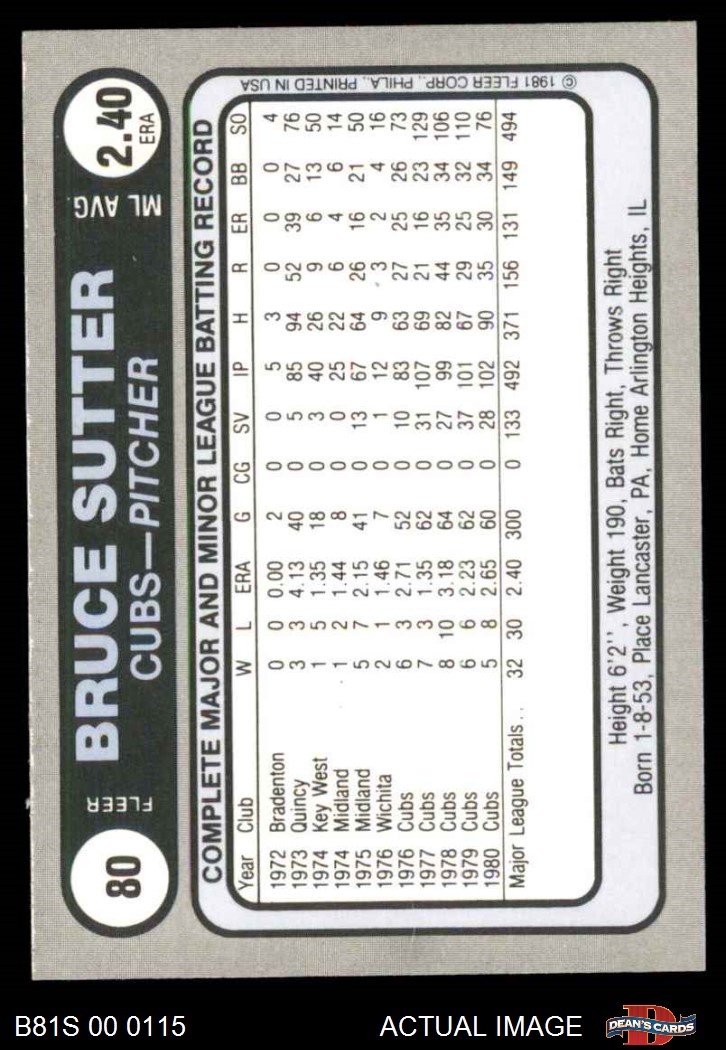 80
FLEER
BRUCE SUTTER
CUBS—PITCHER
ML AVG.
2.40
ERA
COMPLETE MAJOR AND MINOR LEAGUE BATTING RECORD
Year Club W L ERA G CG SV IP H R ER BB SO
1972 Bradenton 0 0 0.00 2 0 0 5 3 0 0 0 4
1973 Quincy 3 3 4.13 40 0 5 85 94 52 39 27 76
1974 Key West 1 5 1.35 18 0 3 40 26 9 6 13 50
1974 Midland 1 2 1.44 8 0 0 25 22 6 4 6 14
1975 Midland 5 7 2.15 41 0 13 67 64 26 16 21 50
1976 Wichita 2 1 1.46 7 0 1 12 9 3 2 4 16
1976 Cubs 6 3 2.71 52 0 10 83 63 27 25 26 73
1977 Cubs 7 3 1.35 62 0 31 107 69 21 16 23 129
1978 Cubs 8 10 3.18 64 0 27 99 82 44 35 34 106
1979 Cubs 6 6 2.23 62 0 37 101 67 29 25 32 110
1980 Cubs 5 8 2.65 60 0 28 102 90 35 30 34 76
Major League Totals . . 32 30 2.40 300 0 133 492 371 156 131 149 494
Height 6'2'', Weight 190, Bats Right, Throws Right
Born 1-8-53, Place Lancaster, PA, Home Arlington Heights, IL
© 1981 FLEER CORP., PHILA., PRINTED IN USA
B81S 00 0115
ACTUAL IMAGE
D
DEAN'S CARDS